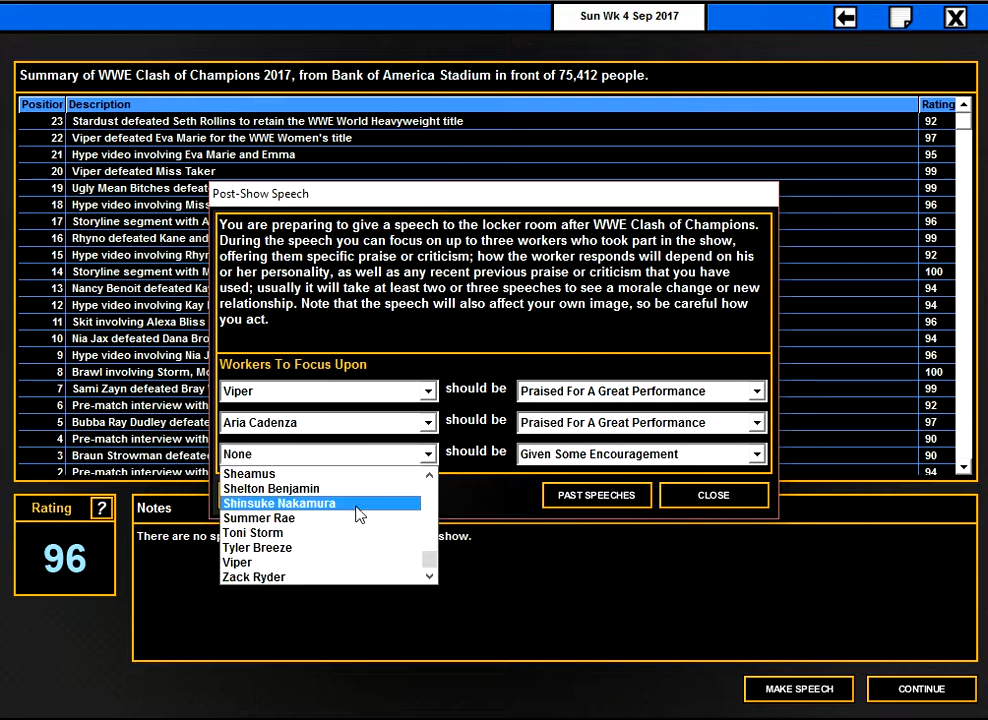 Sun Wk 4 Sep 2017
Summary of WWE Clash of Champions 2017, from Bank of America Stadium in front of 75,412 people.
Position Description Rating
23 Stardust defeated Seth Rollins to retain the WWE World Heavyweight title 92
22 Viper defeated Eva Marie for the WWE Women's title 97
21 Hype video involving Eva Marie and Emma 95
20 Viper defeated Miss Taker 99
19 Ugly Mean Bitches defeat 99
18 Hype video involving Miss 96
17 Storyline segment with A 96
16 Rhyno defeated Kane and 99
15 Hype video involving Rhyn 92
14 Storyline segment with M 100
13 Nancy Benoit defeated Ka 94
12 Hype video involving Kay 94
11 Skit involving Alexa Bliss 96
10 Nia Jax defeated Dana Bro 94
9 Hype video involving Nia J 96
8 Brawl involving Storm, Mo 100
7 Sami Zayn defeated Bray 99
6 Pre-match interview with 92
5 Bubba Ray Dudley defeate 97
4 Pre-match interview with 90
3 Braun Strowman defeated 90
2 Pre-match interview with 94
Post-Show Speech
You are preparing to give a speech to the locker room after WWE Clash of Champions.
During the speech you can focus on up to three workers who took part in the show,
offering them specific praise or criticism; how the worker responds will depend on his
or her personality, as well as any recent previous praise or criticism that you have
used; usually it will take at least two or three speeches to see a morale change or new
relationship. Note that the speech will also affect your own image, so be careful how
you act.
Workers To Focus Upon
Viper should be Praised For A Great Performance
Aria Cadenza should be Praised For A Great Performance
None should be Given Some Encouragement
Sheamus
Shelton Benjamin
Shinsuke Nakamura
Summer Rae
Toni Storm
Tyler Breeze
Viper
Zack Ryder
PAST SPEECHES CLOSE
Rating ?
96
Notes
There are no sp show.
MAKE SPEECH CONTINUE